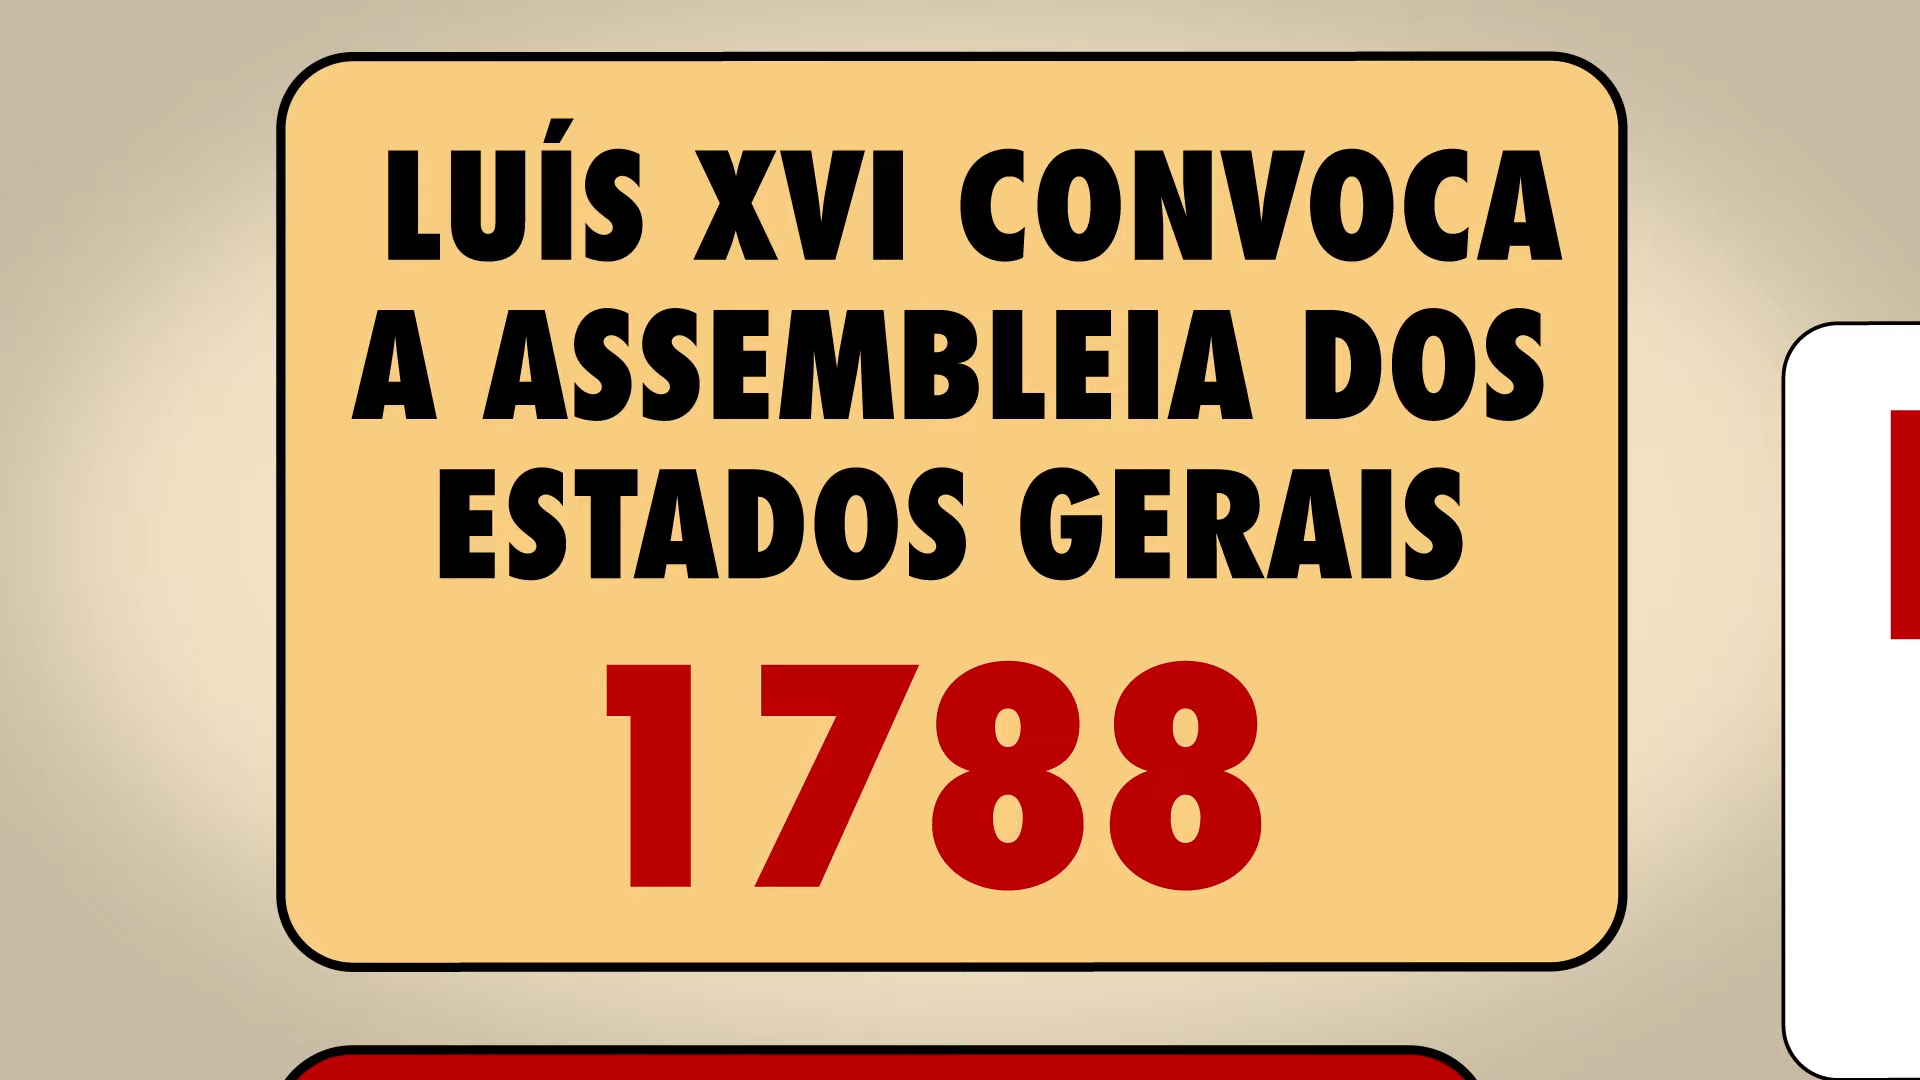 LUÍS XVI CONVOCA
A ASSEMBLEIA DOS
ESTADOS GERAIS
1788